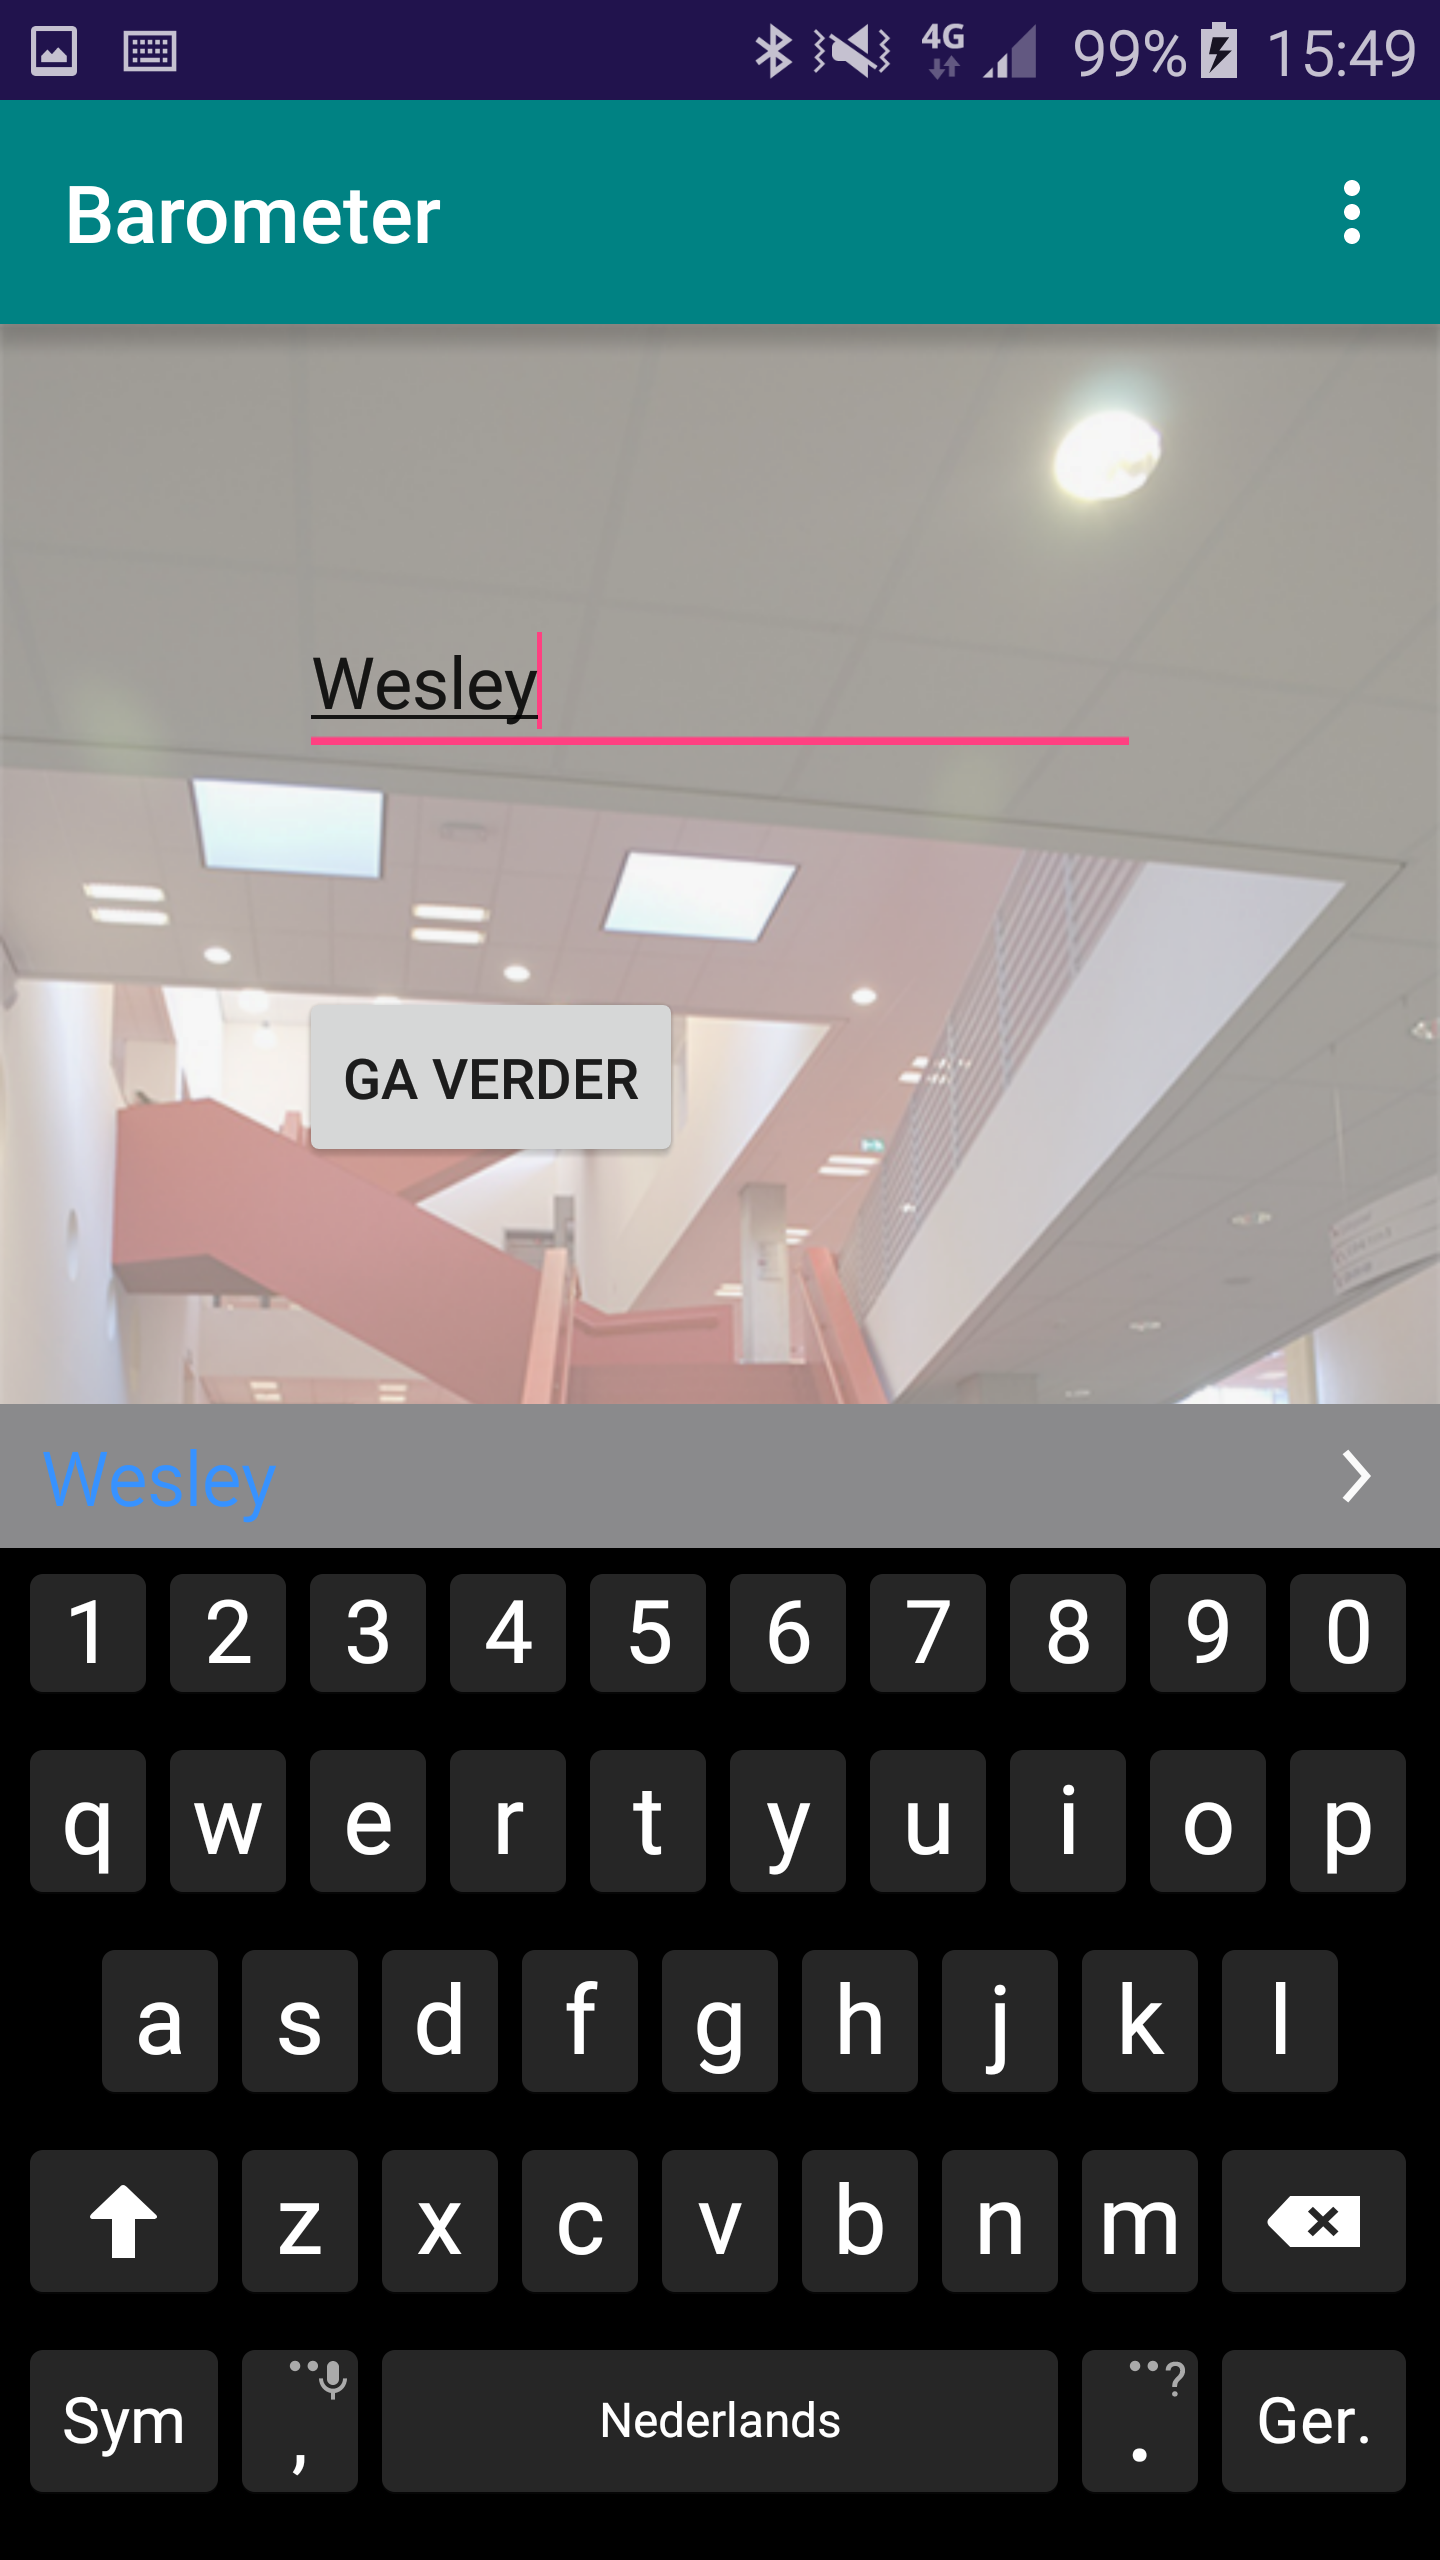 4G 99% 15:49
Barometer
Wesley
GA VERDER
Wesley
1 2 3 4 5 6 7 8 9 0
q w e r t y u i o p
a s d f g h j k l
z x c v b n m
Sym , Nederlands . ? Ger.